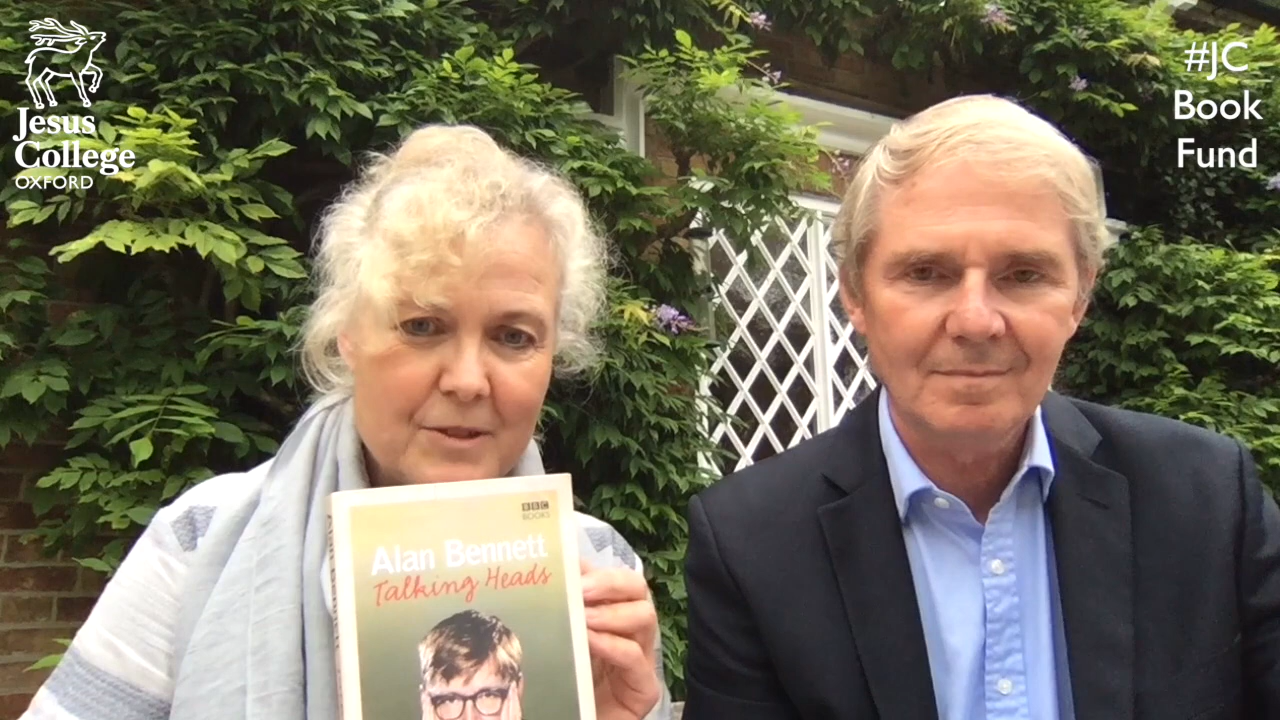 Jesus
College
OXFORD
#JC
Book
Fund
BBC
BOOKS
Alan Bennett
Talking Heads